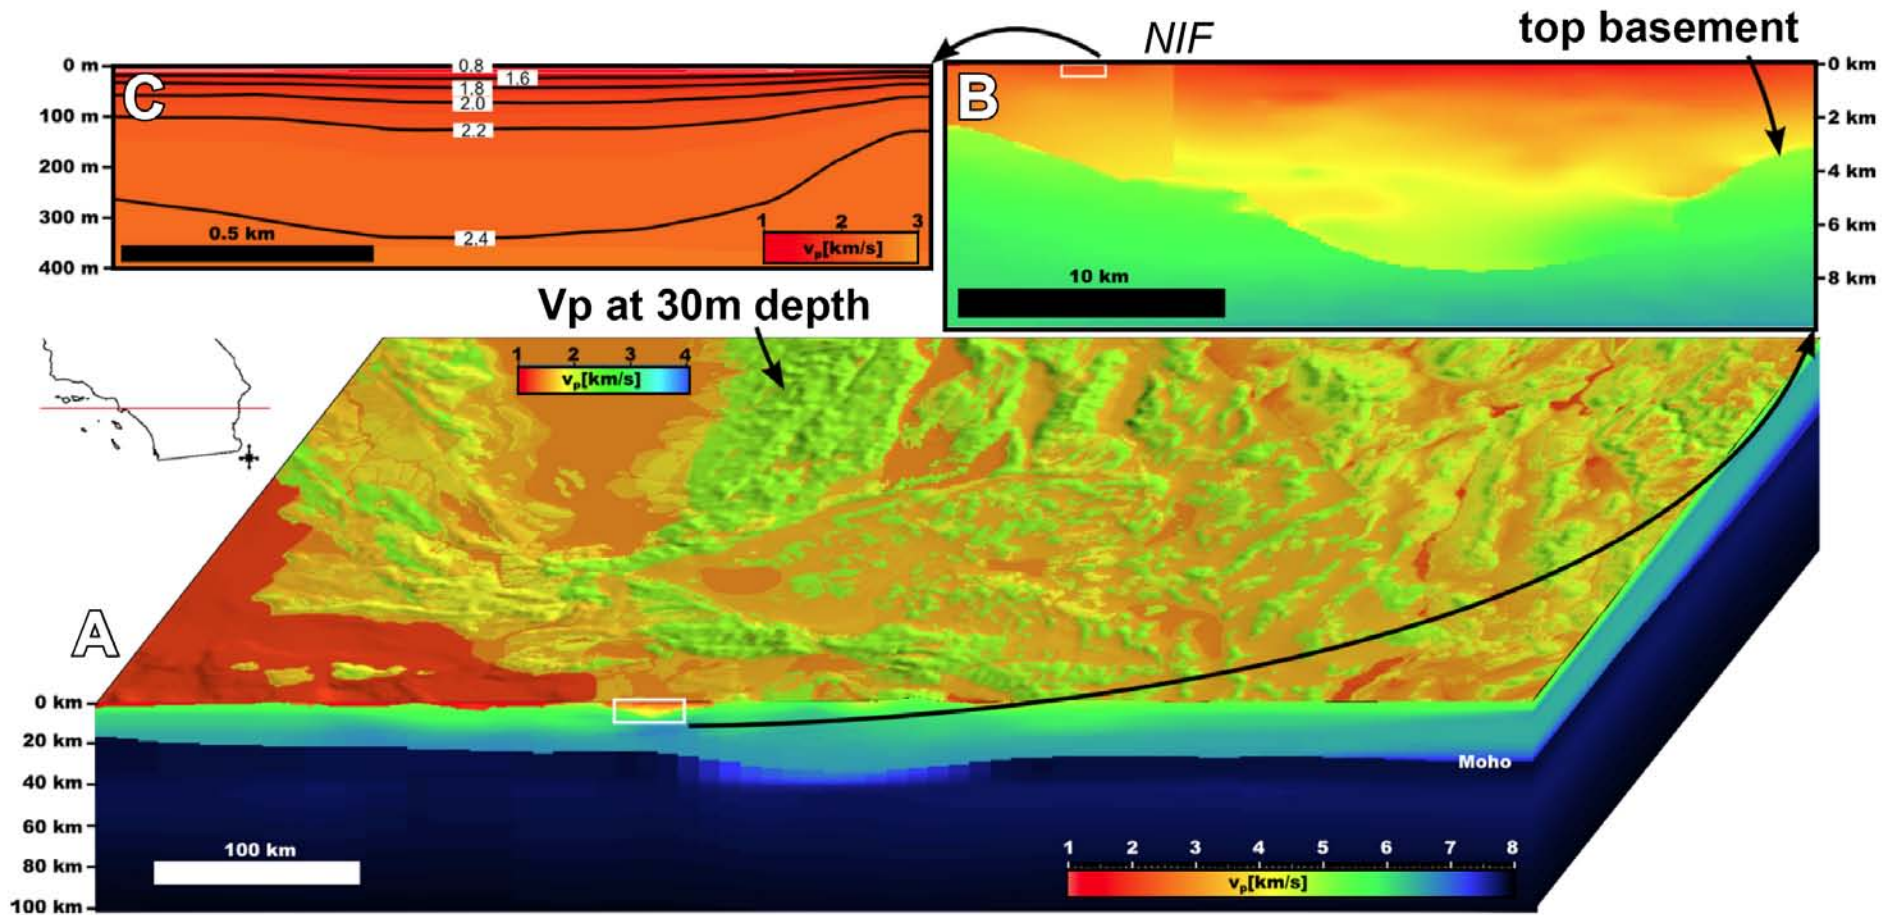 NIF
top basement
0 m
100 m
200 m
300 m
400 m
C
0.8
1.6
1.8
2.0
2.2
2.4
0.5 km
1 2 3
vp[km/s]
B
0 km
2 km
4 km
6 km
8 km
10 km
Vp at 30m depth
1 2 3 4
vp[km/s]
A
0 km
20 km
40 km
60 km
80 km
100 km
Moho
100 km
1 2 3 4 5 6 7 8
vp[km/s]